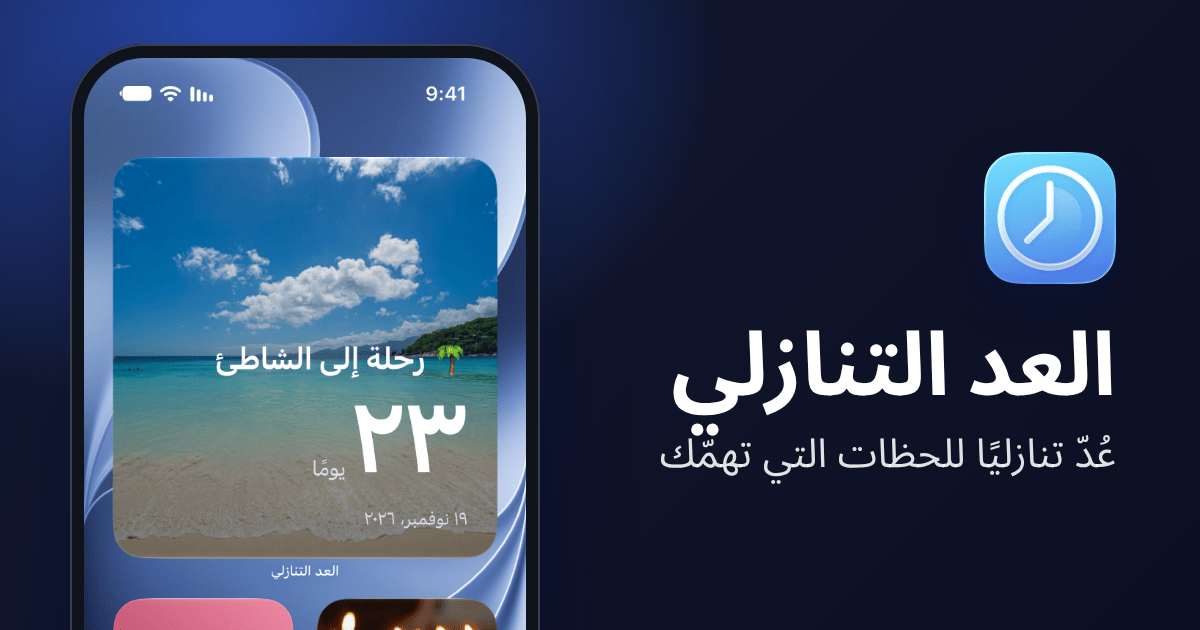 9:41
🌴 رحلة إلى الشاطئ
٢٣ يومًا
١٩ نوفمبر، ٢٠٢٦
العد التنازلي
العد التنازلي
عُدّ تنازليًا للحظات التي تهمّك